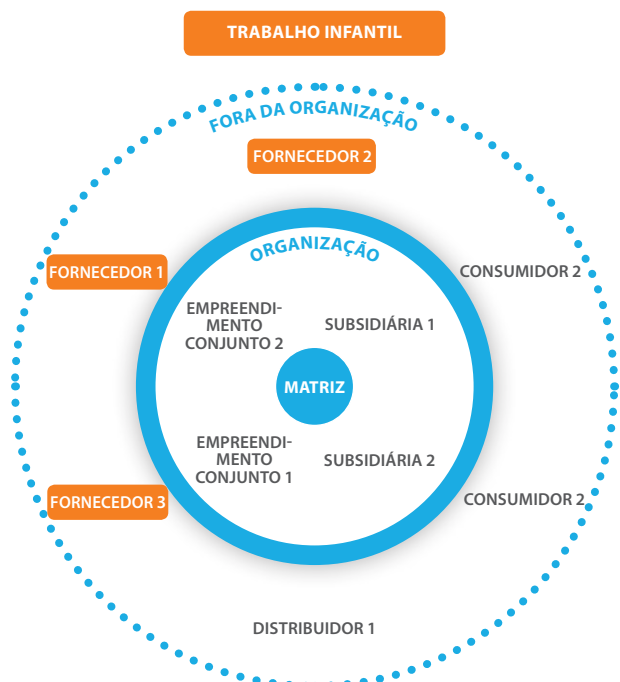 TRABALHO INFANTIL
FORA DA ORGANIZAÇÃO
FORNECEDOR 2
ORGANIZAÇÃO
FORNECEDOR 1
CONSUMIDOR 2
EMPREENDI-
MENTO
CONJUNTO 2
SUBSIDIÁRIA 1
MATRIZ
EMPREENDI-
MENTO
CONJUNTO 1
SUBSIDIÁRIA 2
FORNECEDOR 3
CONSUMIDOR 2
DISTRIBUIDOR 1